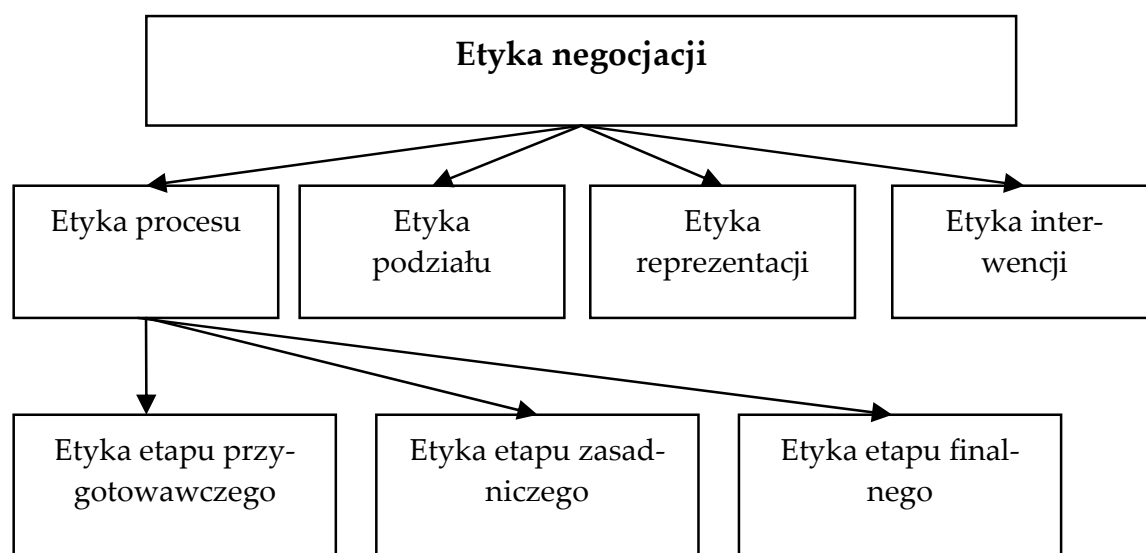 Etyka negocjacji
Etyka procesu
Etyka
podziału
Etyka
reprezentacji
Etyka inter-
wencji
Etyka etapu przy-
gotowawczego
Etyka etapu zasad-
niczego
Etyka etapu final-
nego